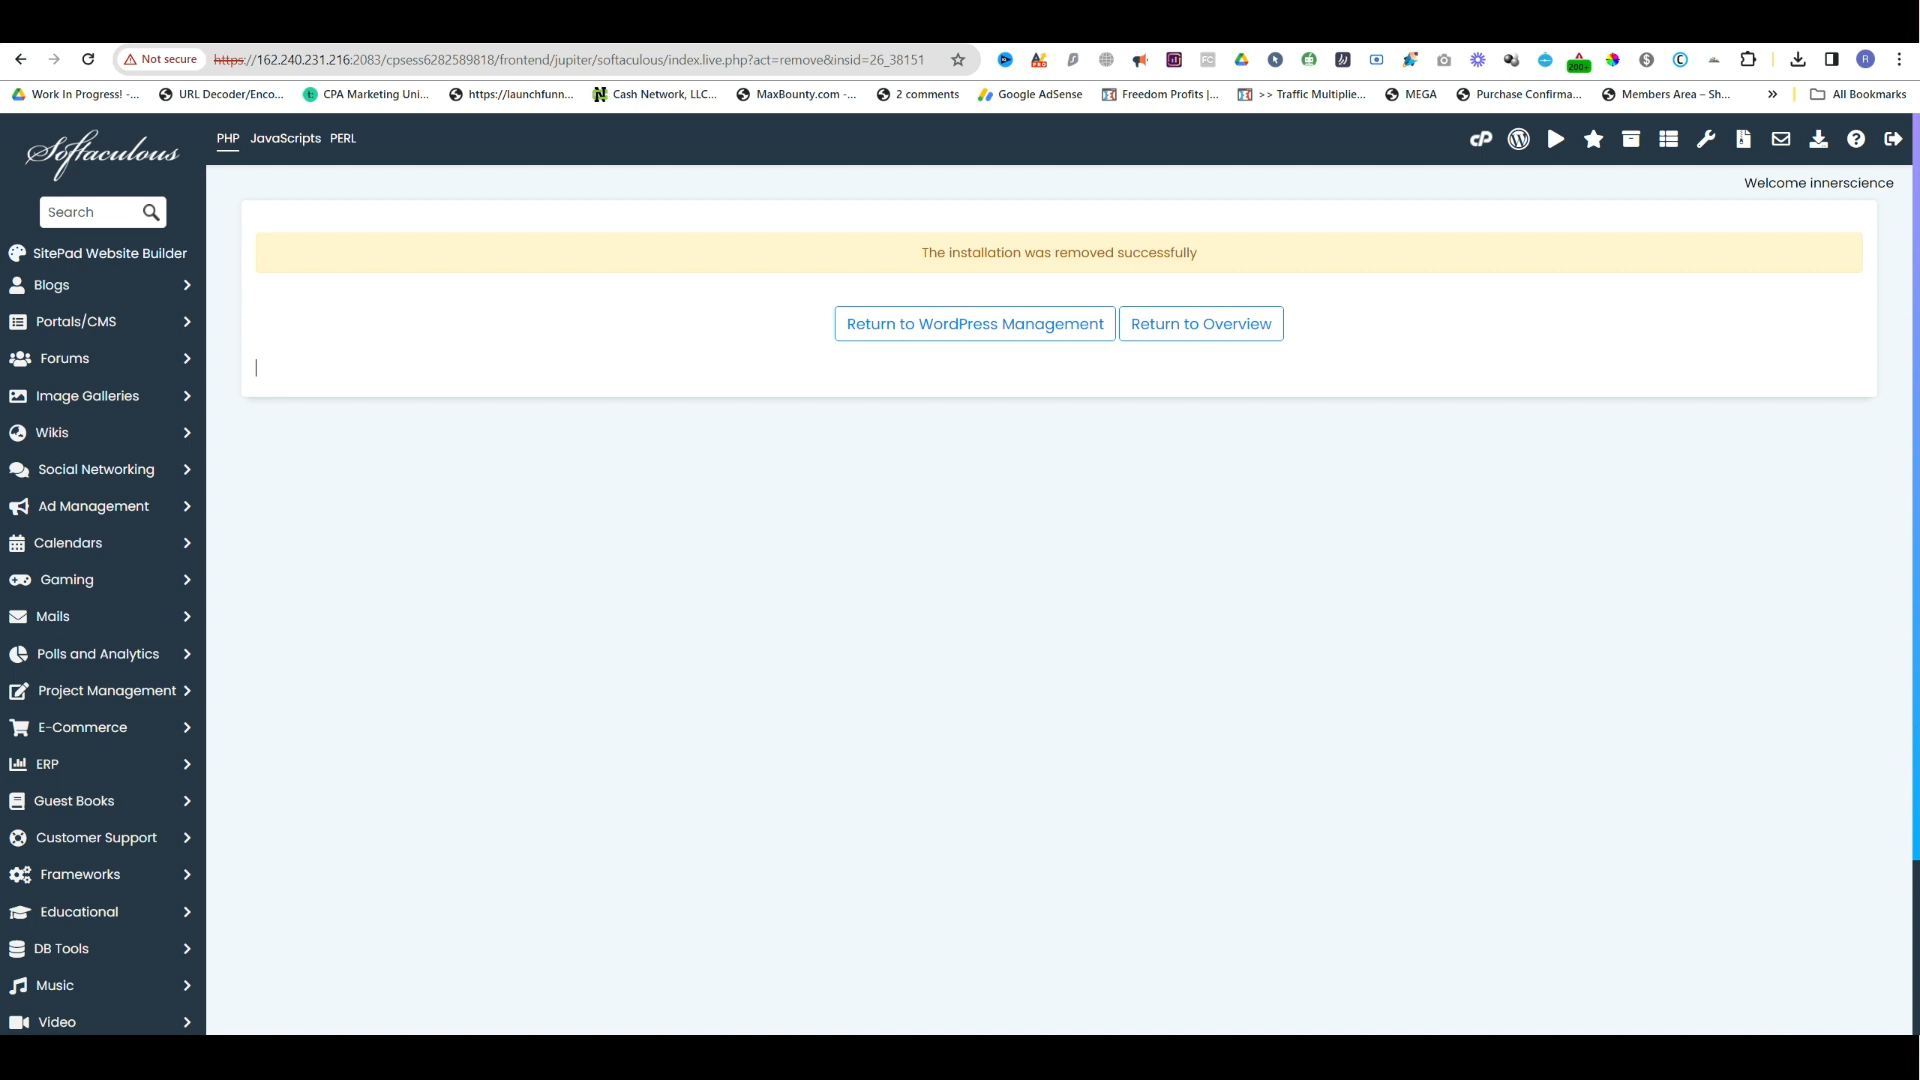 Not secure https://162.240.231.216:2083/cpsess6282589818/frontend/jupiter/softaculous/index.live.php?act=remove&insid=26_38151
200+
R
Work In Progress! -... URL Decoder/Enco... CPA Marketing Uni... https://launchfunn... Cash Network, LLC... MaxBounty.com -... 2 comments Google AdSense Freedom Profits |... >> Traffic Multiplie... MEGA Purchase Confirma... Members Area – Sh... » All Bookmarks
Softaculous
PHP JavaScripts PERL
Welcome innerscience
Search
The installation was removed successfully
Return to WordPress Management Return to Overview
SitePad Website Builder
Blogs
Portals/CMS
Forums
Image Galleries
Wikis
Social Networking
Ad Management
Calendars
Gaming
Mails
Polls and Analytics
Project Management
E-Commerce
ERP
Guest Books
Customer Support
Frameworks
Educational
DB Tools
Music
Video